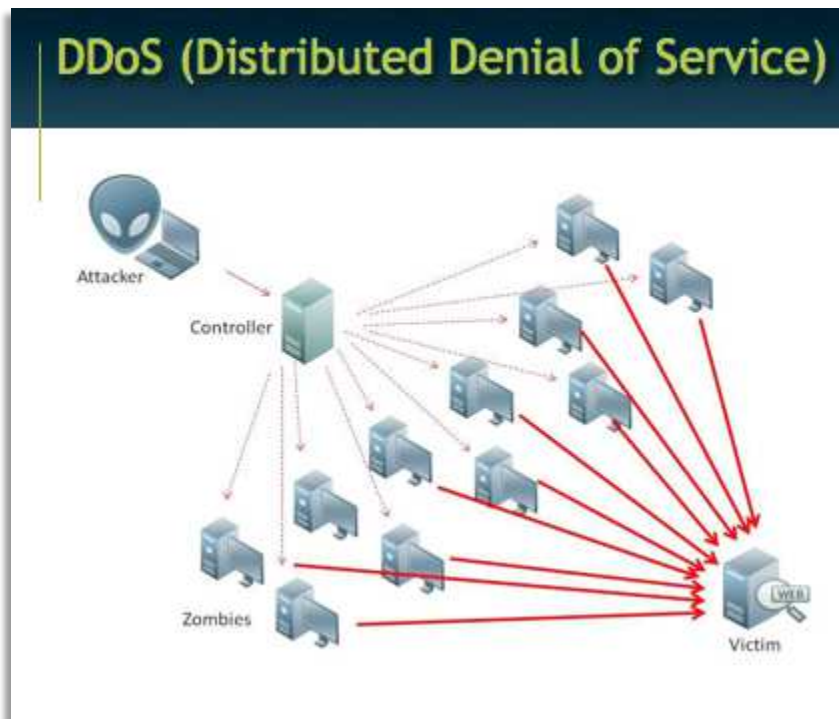 DDoS (Distributed Denial of Service)
Attacker
Controller
Zombies
WEB
Victim